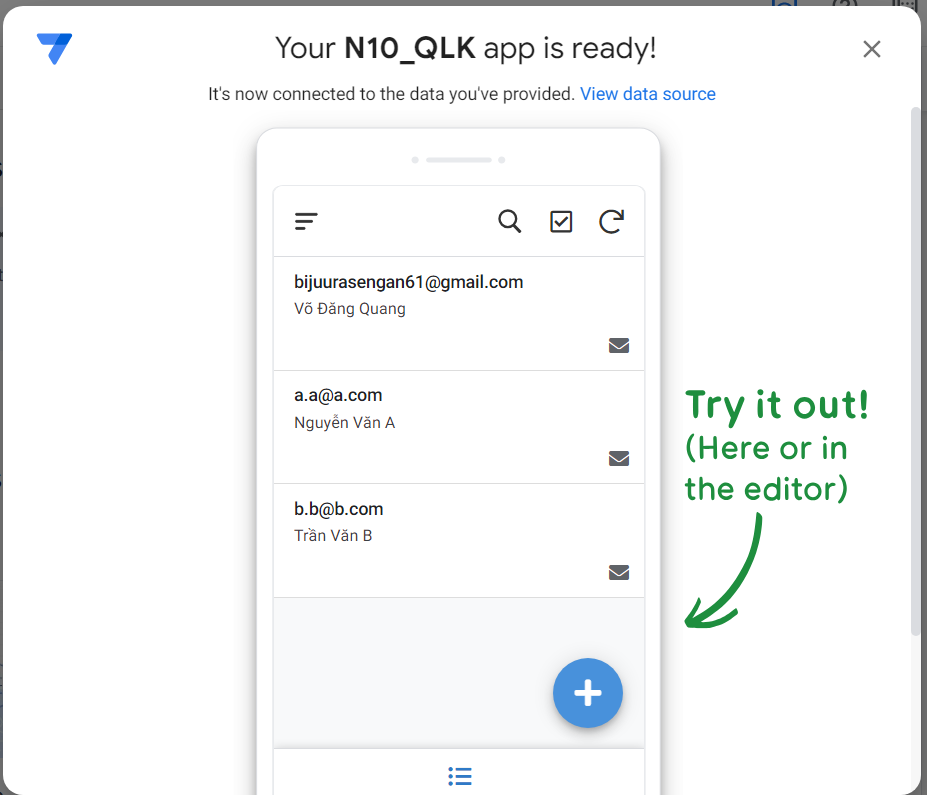 Your N10_QLK app is ready!
It's now connected to the data you've provided. View data source
bijuurasengan61@gmail.com
Võ Đăng Quang
a.a@a.com
Nguyễn Văn A
b.b@b.com
Trần Văn B
Try it out!
(Here or in
the editor)